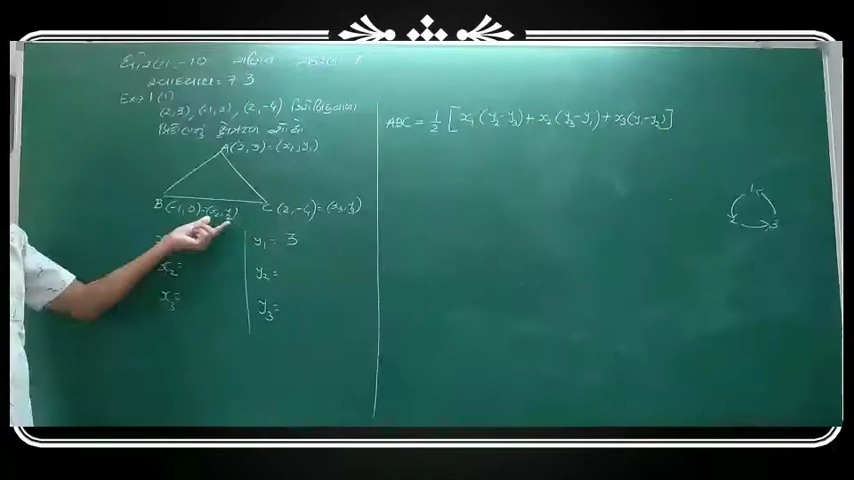 ધોરણ - 10 ગણિત પ્રકરણ 7
સ્વાધ્યાય = 7.3
Ex > 1 (1)
(2,3), (-1,0), (2,-4)
ત્રિકોણનું ક્ષેત્રફળ શોધો
A(2,3)=(x₁,y₁)
B(-1,0)=(x₂,y₂) C(2,-4)=(x₃,y₃)
y₁= 3
x₂= y₂=
x₃= y₃=
ABC = 1/2 [x₁(y₂-y₃)+x₂(y₃-y₁)+x₃(y₁-y₂)]
1
2 3